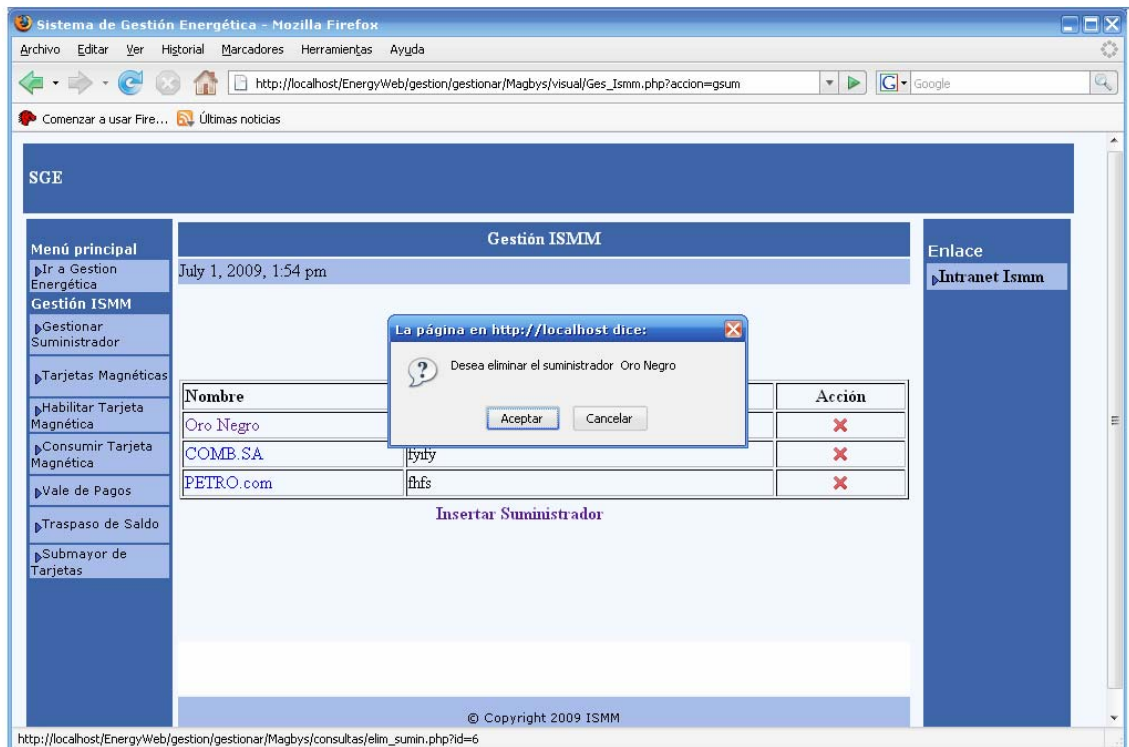 Sistema de Gestión Energética - Mozilla Firefox
Archivo Editar Ver Historial Marcadores Herramientas Ayuda
http://localhost/EnergyWeb/gestion/gestionar/Magbys/visual/Ges_Ismm.php?accion=gsum
G
Google
Comenzar a usar Fire... Últimas noticias
SGE
Menú principal
Ir a Gestion
Energética
Gestión ISMM
Gestionar
Suministrador
Tarjetas Magnéticas
Habilitar Tarjeta
Magnética
Consumir Tarjeta
Magnética
Vale de Pagos
Traspaso de Saldo
Submayor de
Tarjetas
Gestión ISMM
July 1, 2009, 1:54 pm
La página en http://localhost dice:
Desea eliminar el suministrador Oro Negro
Aceptar Cancelar
Nombre Acción
Oro Negro
COMB.SA fyify
PETRO.com fhfs
Insertar Suministrador
© Copyright 2009 ISMM
Enlace
Intranet Ismm
http://localhost/EnergyWeb/gestion/gestionar/Magbys/consultas/elim_sumin.php?id=6